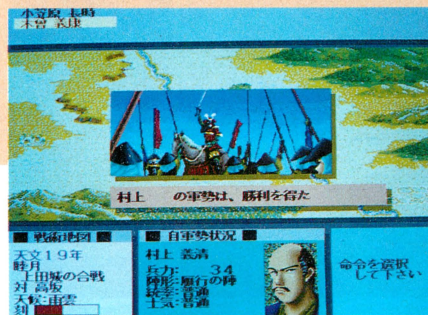 小笠原 長時
木曽 義康
村上　の軍勢は、勝利を得た
戦術地図
天文19年
睦月
上田城の合戦
対 高坂
天候:雨雲
刻
自軍勢状況
村上 義清
兵力: 34
陣形:雁行の陣
統率:普通
士気:普通
命令を選択
して下さい